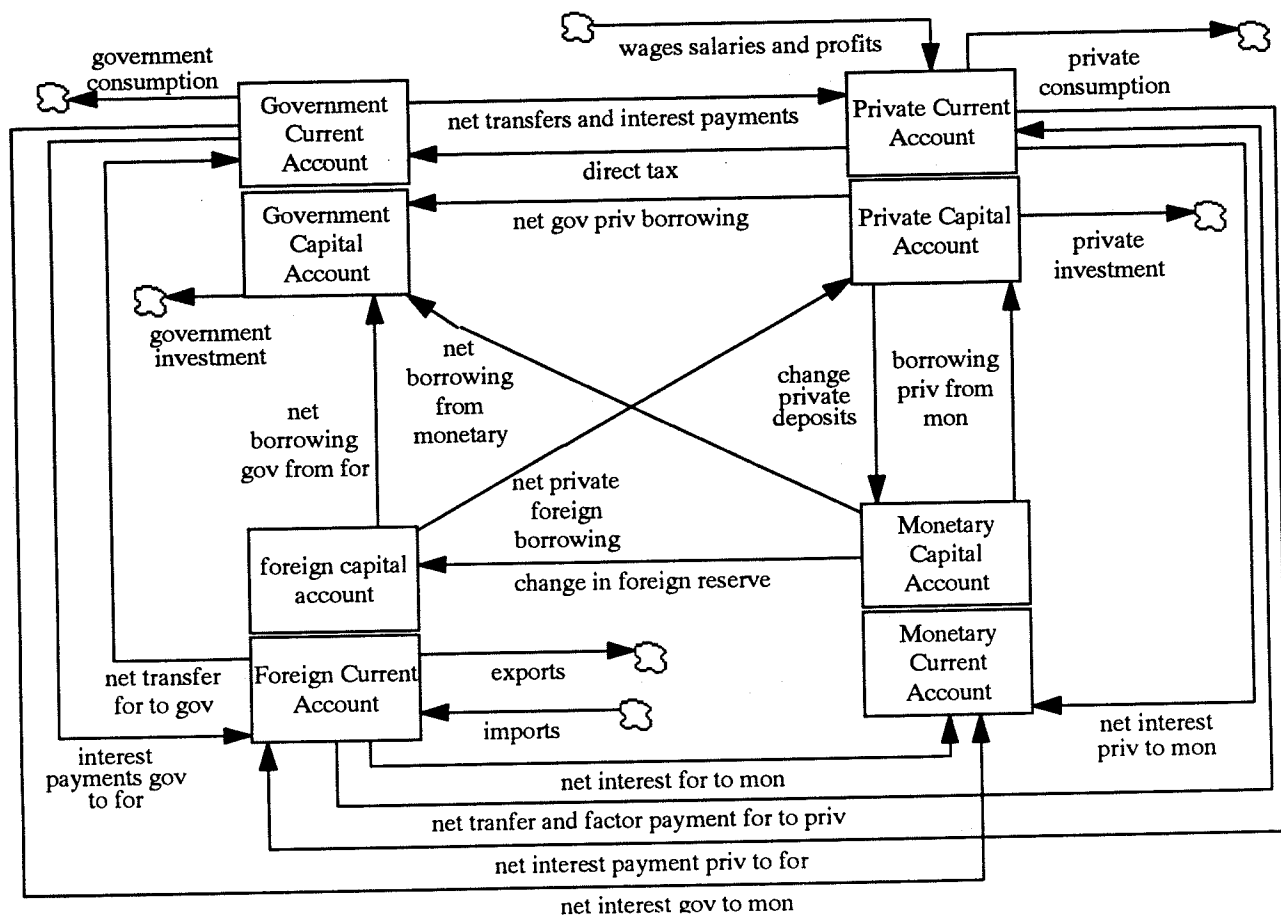 wages salaries and profits
government
consumption
private
consumption
Government
Current
Account
net transfers and interest payments
Private Current
Account
direct tax
Government
Capital
Account
net gov priv borrowing
Private Capital
Account
private
investment
government
investment
net
borrowing
from
monetary
change
private
deposits
borrowing
priv from
mon
net
borrowing
gov from for
net private
foreign
borrowing
foreign capital
account
change in foreign reserve
Monetary
Capital
Account
Monetary
Current
Account
net transfer
for to gov
Foreign Current
Account
exports
imports
net interest
priv to mon
interest
payments gov
to for
net interest for to mon
net tranfer and factor payment for to priv
net interest payment priv to for
net interest gov to mon